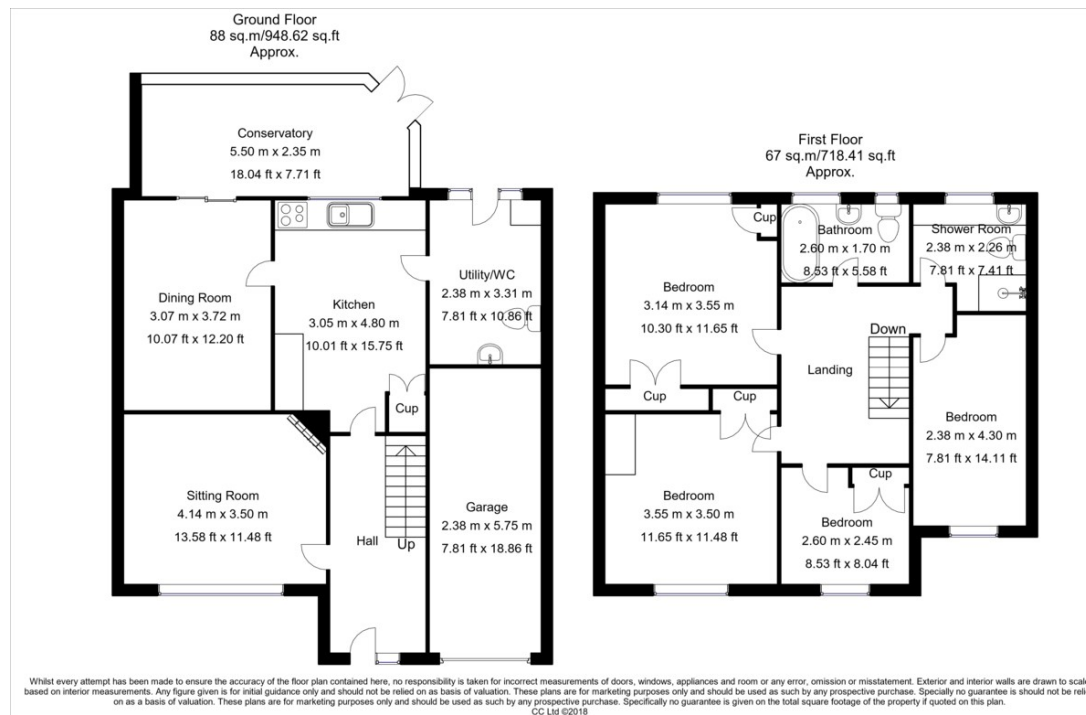 Ground Floor
88 sq.m/948.62 sq.ft
Approx.
Conservatory
5.50 m x 2.35 m
18.04 ft x 7.71 ft
Dining Room
3.07 m x 3.72 m
10.07 ft x 12.20 ft
Kitchen
3.05 m x 4.80 m
10.01 ft x 15.75 ft
Utility/WC
2.38 m x 3.31 m
7.81 ft x 10.86 ft
Cup
Sitting Room
4.14 m x 3.50 m
13.58 ft x 11.48 ft
Hall
Up
Garage
2.38 m x 5.75 m
7.81 ft x 18.86 ft
First Floor
67 sq.m/718.41 sq.ft
Approx.
Cup
Bathroom
2.60 m x 1.70 m
8.53 ft x 5.58 ft
Shower Room
2.38 m x 2.26 m
7.81 ft x 7.41 ft
Bedroom
3.14 m x 3.55 m
10.30 ft x 11.65 ft
Down
Landing
Cup
Cup
Bedroom
2.38 m x 4.30 m
7.81 ft x 14.11 ft
Bedroom
3.55 m x 3.50 m
11.65 ft x 11.48 ft
Cup
Bedroom
2.60 m x 2.45 m
8.53 ft x 8.04 ft
Whilst every attempt has been made to ensure the accuracy of the floor plan contained here, no responsibility is taken for incorrect measurements of doors, windows, appliances and room or any error, omission or misstatement. Exterior and interior walls are drawn to scale
based on interior measurements. Any figure given is for initial guidance only and should not be relied on as basis of valuation. These plans are for marketing purposes only and should be used as such by any prospective purchase. Specially no guarantee is should not be relie
on as a basis of valuation. These plans are for marketing purposes only and should be used as such by any prospective purchase. Specifically no guarantee is given on the total square footage of the property if quoted on this plan.
CC Ltd ©2018